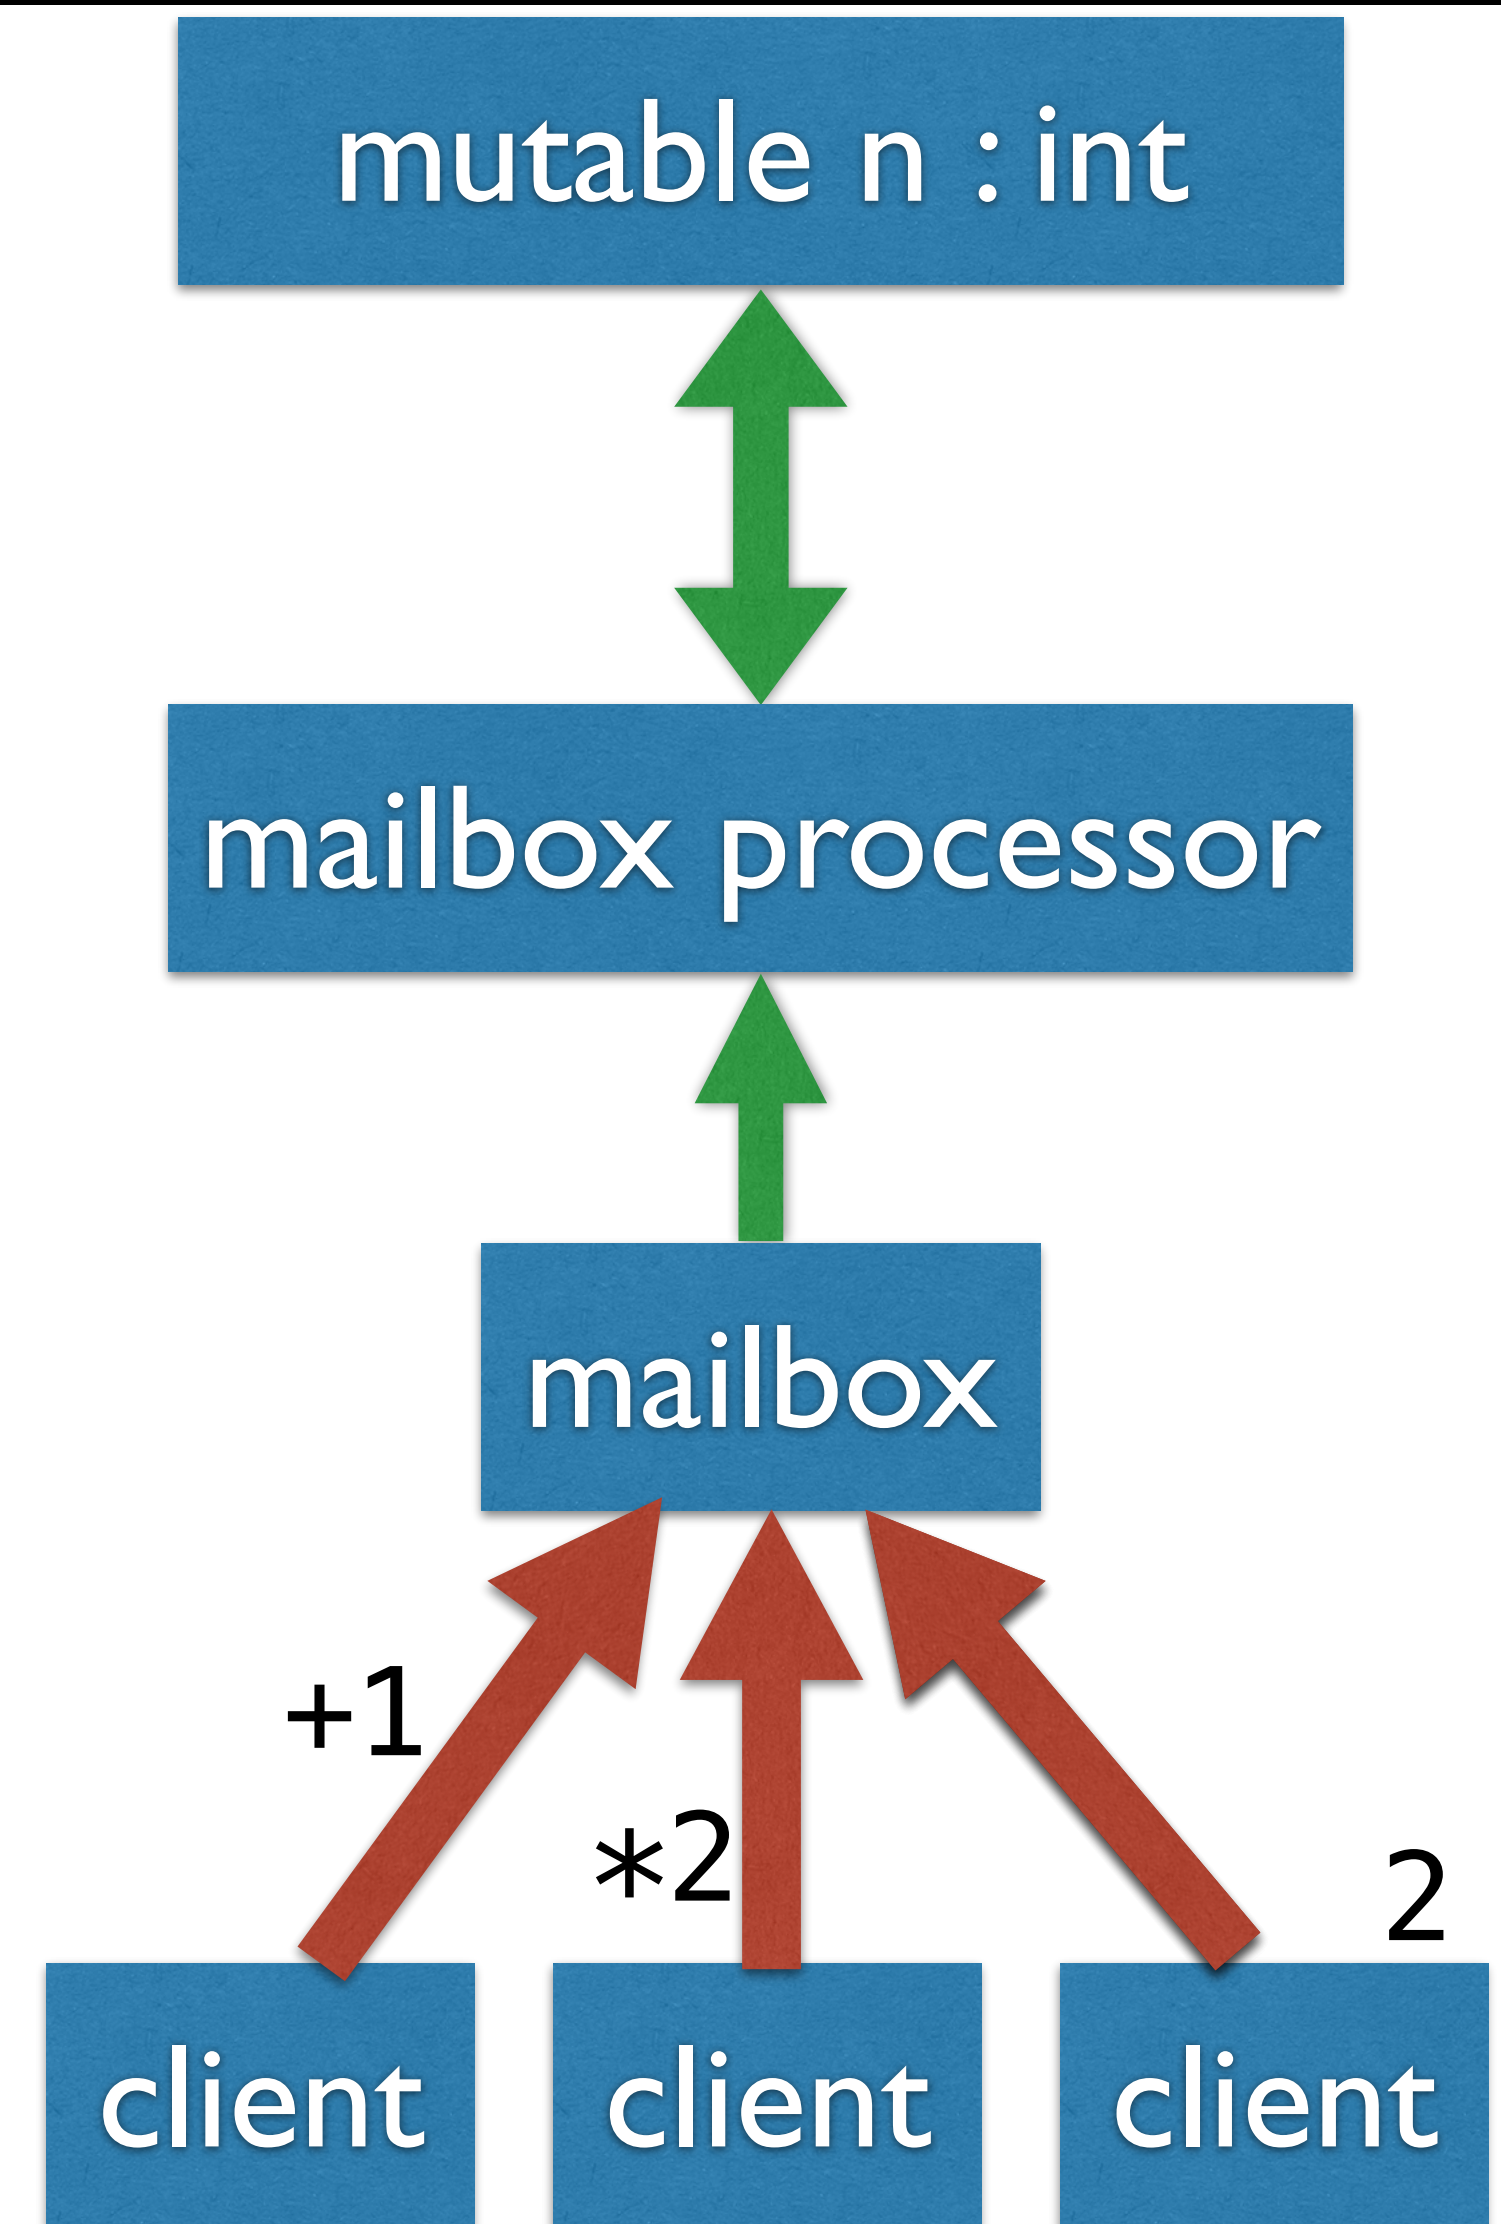 mutable n : int
mailbox processor
mailbox
+1
*2
2
client
client
client